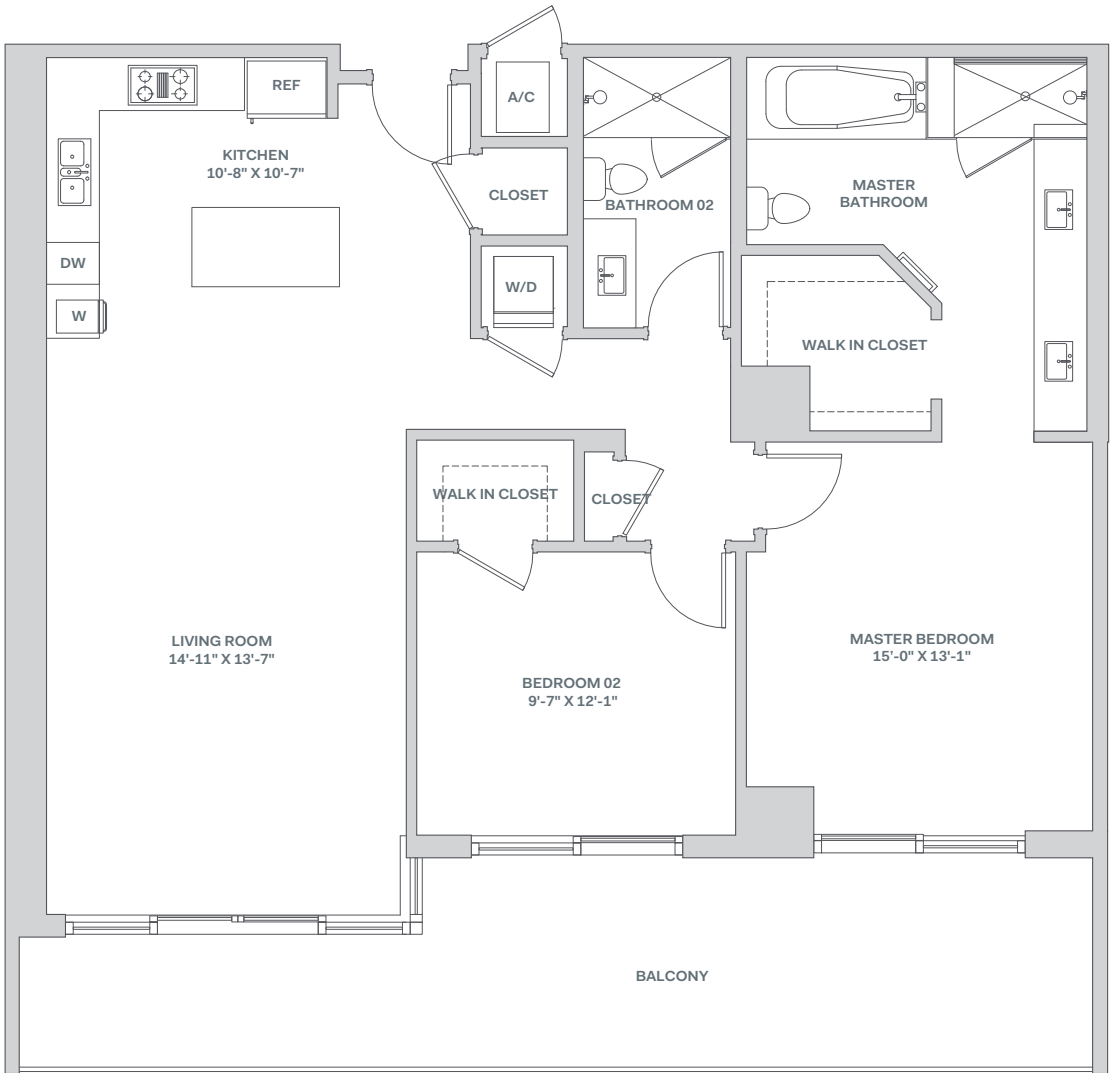 REF
A/C
KITCHEN
10'-8" X 10'-7"
CLOSET
BATHROOM 02
MASTER
BATHROOM
DW
W/D
W
WALK IN CLOSET
WALK IN CLOSET
CLOSET
LIVING ROOM
14'-11" X 13'-7"
MASTER BEDROOM
15'-0" X 13'-1"
BEDROOM 02
9'-7" X 12'-1"
BALCONY